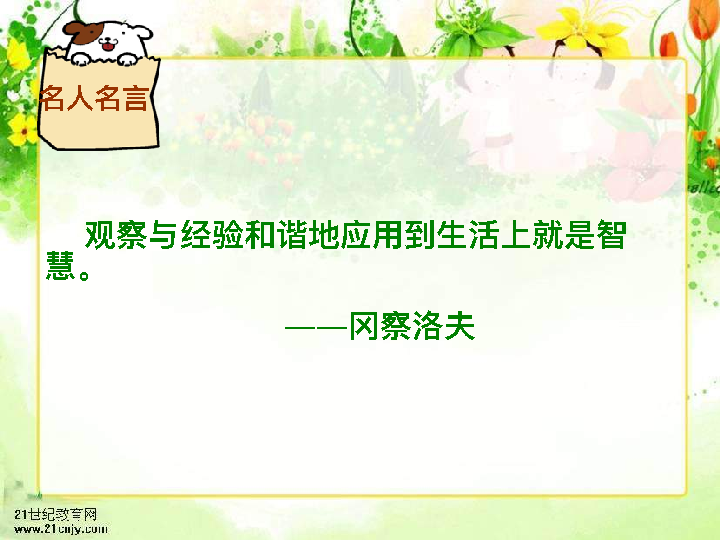 名人名言
观察与经验和谐地应用到生活上就是智
慧。
——冈察洛夫
21世纪教育网
www.21cnjy.com